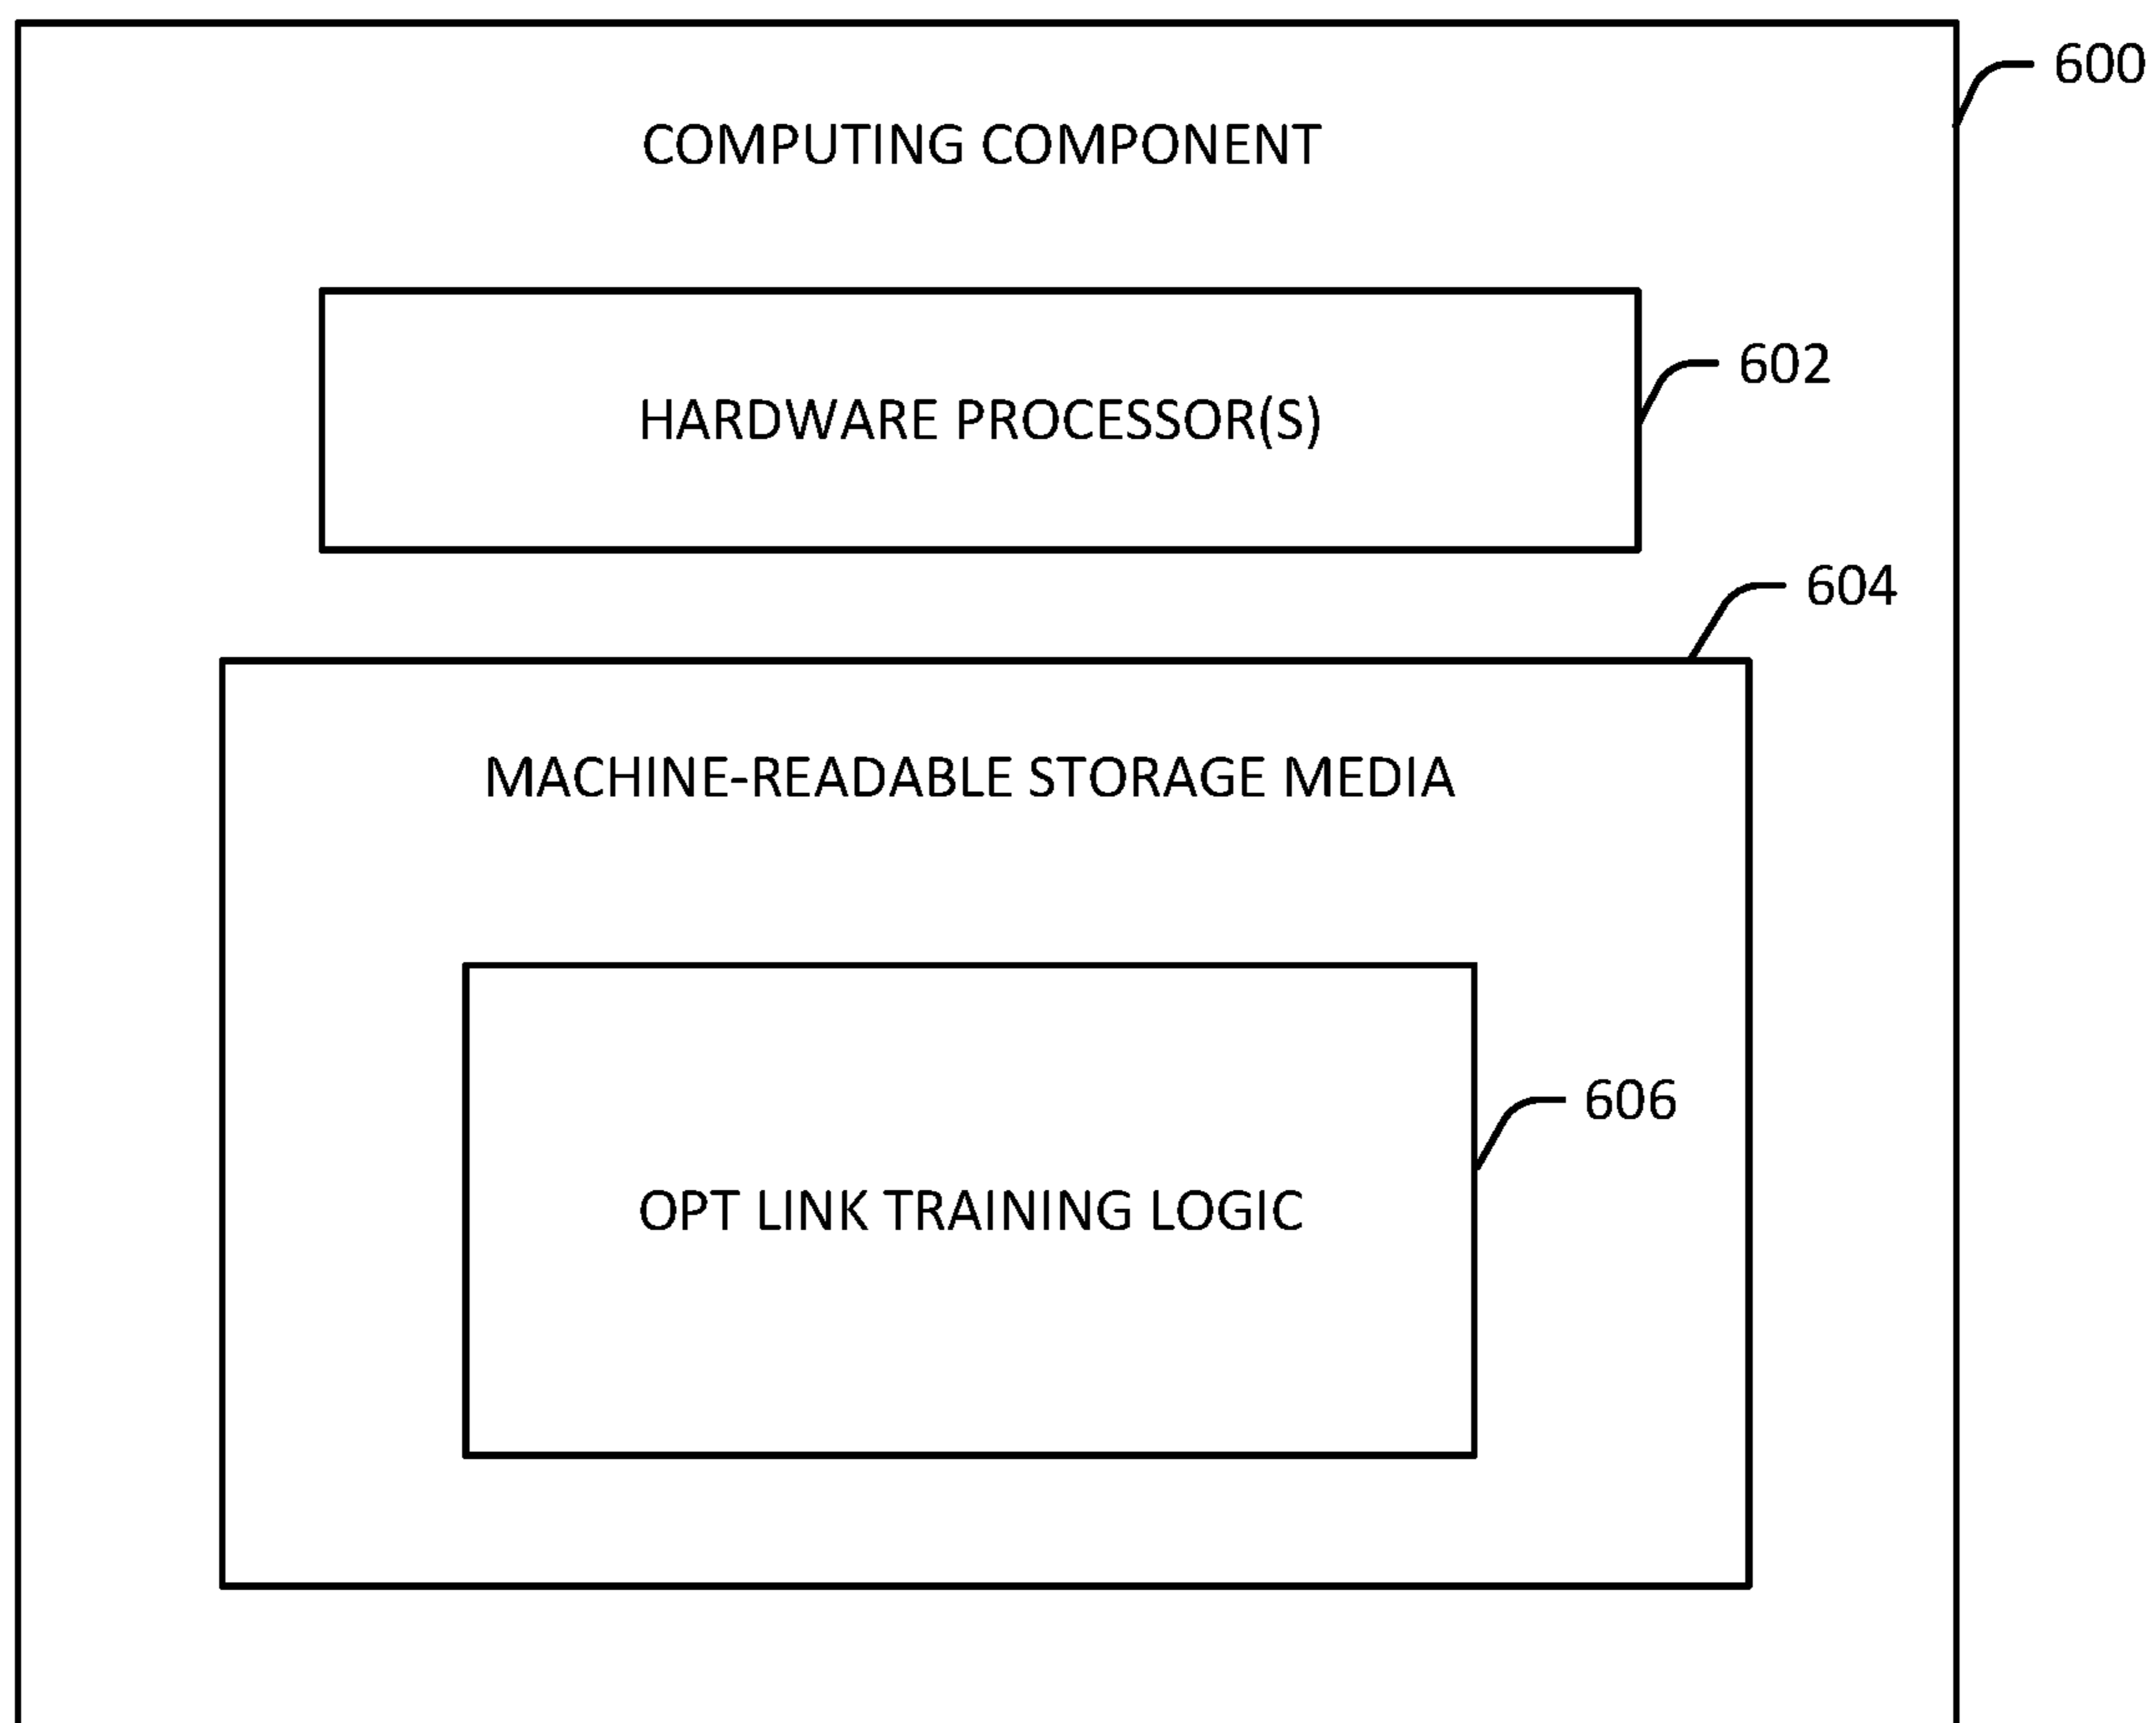 600
COMPUTING COMPONENT
602
HARDWARE PROCESSOR(S)
604
MACHINE-READABLE STORAGE MEDIA
606
OPT LINK TRAINING LOGIC